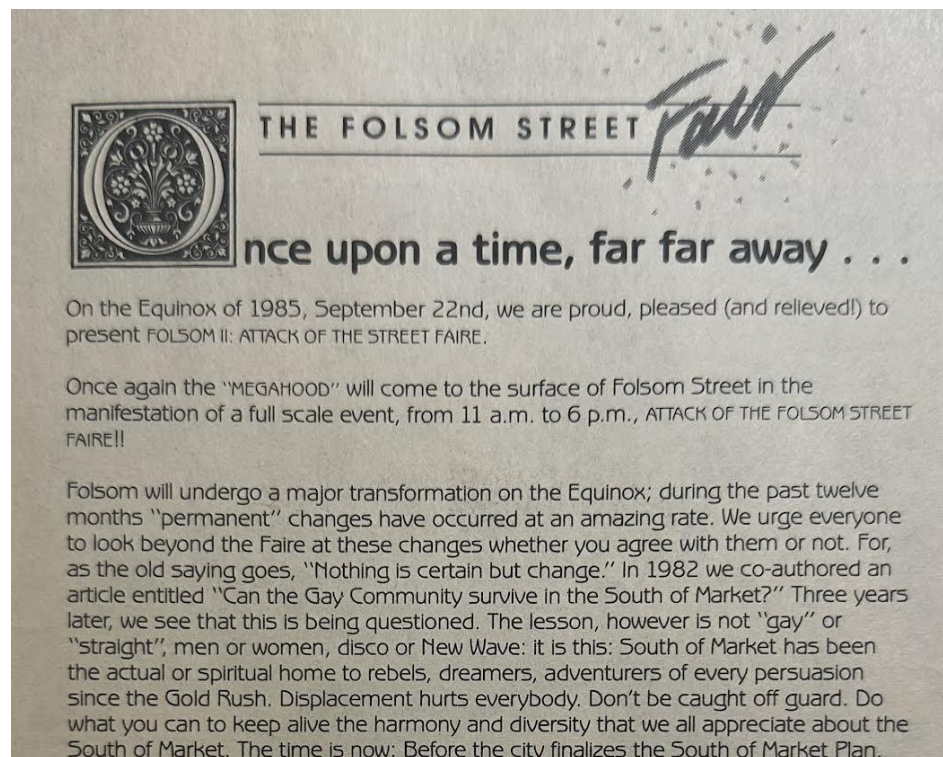 THE FOLSOM STREET Fair
Once upon a time, far far away . . .
On the Equinox of 1985, September 22nd, we are proud, pleased (and relieved!) to
present FOLSOM II: ATTACK OF THE STREET FAIRE.
Once again the "MEGAHOOD" will come to the surface of Folsom Street in the
manifestation of a full scale event, from 11 a.m. to 6 p.m., ATTACK OF THE FOLSOM STREET
FAIRE!!
Folsom will undergo a major transformation on the Equinox; during the past twelve
months "permanent" changes have occurred at an amazing rate. We urge everyone
to look beyond the Faire at these changes whether you agree with them or not. For,
as the old saying goes, "Nothing is certain but change." In 1982 we co-authored an
article entitled "Can the Gay Community survive in the South of Market?" Three years
later, we see that this is being questioned. The lesson, however is not "gay" or
"straight", men or women, disco or New Wave: it is this: South of Market has been
the actual or spiritual home to rebels, dreamers, adventurers of every persuasion
since the Gold Rush. Displacement hurts everybody. Don't be caught off guard. Do
what you can to keep alive the harmony and diversity that we all appreciate about the
South of Market. The time is now: Before the city finalizes the South of Market Plan.